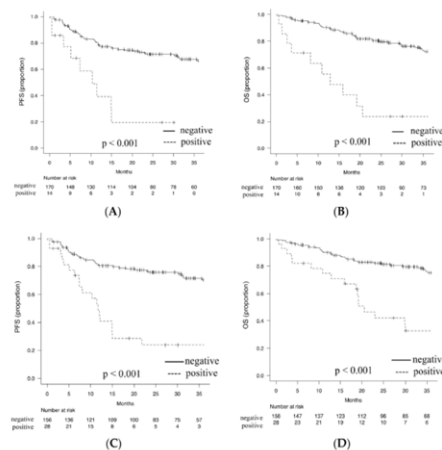 PFS (proportion)
1.0
0.8
0.6
0.4
0.2
0.0
negative
positive
p < 0.001
0 5 10 15 20 25 30 35
Months
Number at risk
negative 170 148 130 114 104 86 78 60
positive 14 9 8 3 2 2 1 0
(A)
OS (proportion)
1.0
0.8
0.6
0.4
0.2
0.0
negative
positive
p < 0.001
0 5 10 15 20 25 30 35
Months
Number at risk
negative 170 160 150 136 120 103 90 73
positive 14 10 8 6 4 3 2 1
(B)
PFS (proportion)
1.0
0.8
0.6
0.4
0.2
0.0
negative
positive
p < 0.001
0 5 10 15 20 25 30 35
Months
Number at risk
negative 156 136 121 109 100 83 75 57
positive 28 21 15 8 6 5 4 3
(C)
OS (proportion)
1.0
0.8
0.6
0.4
0.2
0.0
negative
positive
p < 0.001
0 5 10 15 20 25 30 35
Months
Number at risk
negative 156 147 137 123 112 96 85 68
positive 28 23 21 19 12 10 7 6
(D)